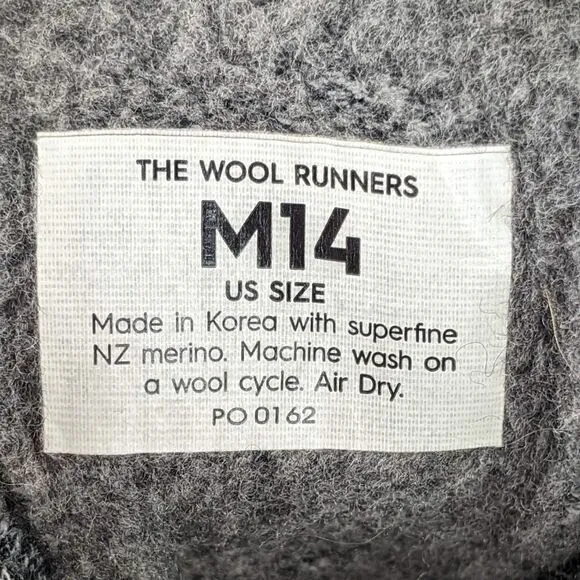 THE WOOL RUNNERS
M14
US SIZE
Made in Korea with superfine
NZ merino. Machine wash on
a wool cycle. Air Dry.
PO 0162